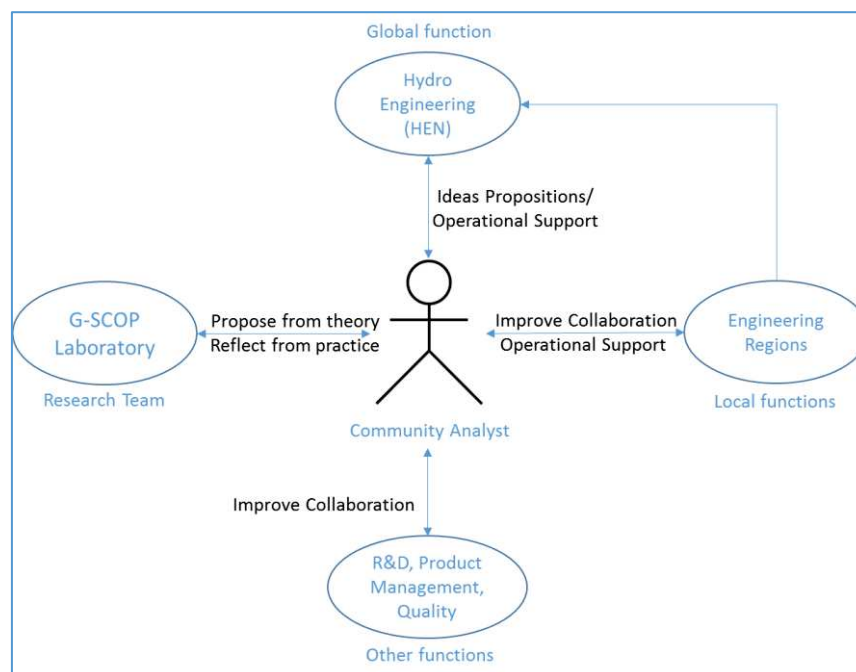 Global function
Hydro
Engineering
(HEN)
Ideas Propositions/
Operational Support
G-SCOP
Laboratory
Research Team
Propose from theory
Reflect from practice
Improve Collaboration
Operational Support
Engineering
Regions
Local functions
Community Analyst
Improve Collaboration
R&D, Product
Management,
Quality
Other functions